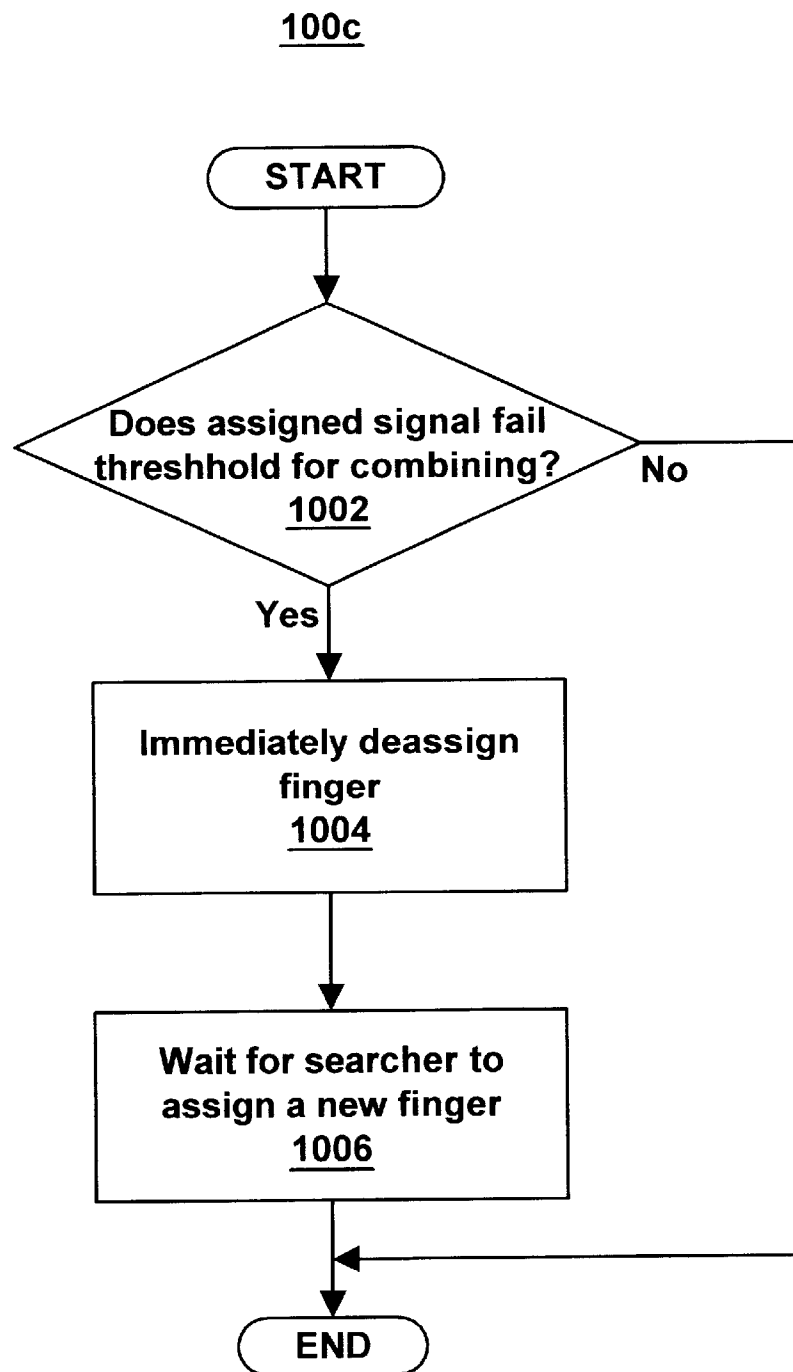 100c
START
Does assigned signal fail
threshhold for combining?
1002
No
Yes
Immediately deassign
finger
1004
Wait for searcher to
assign a new finger
1006
END